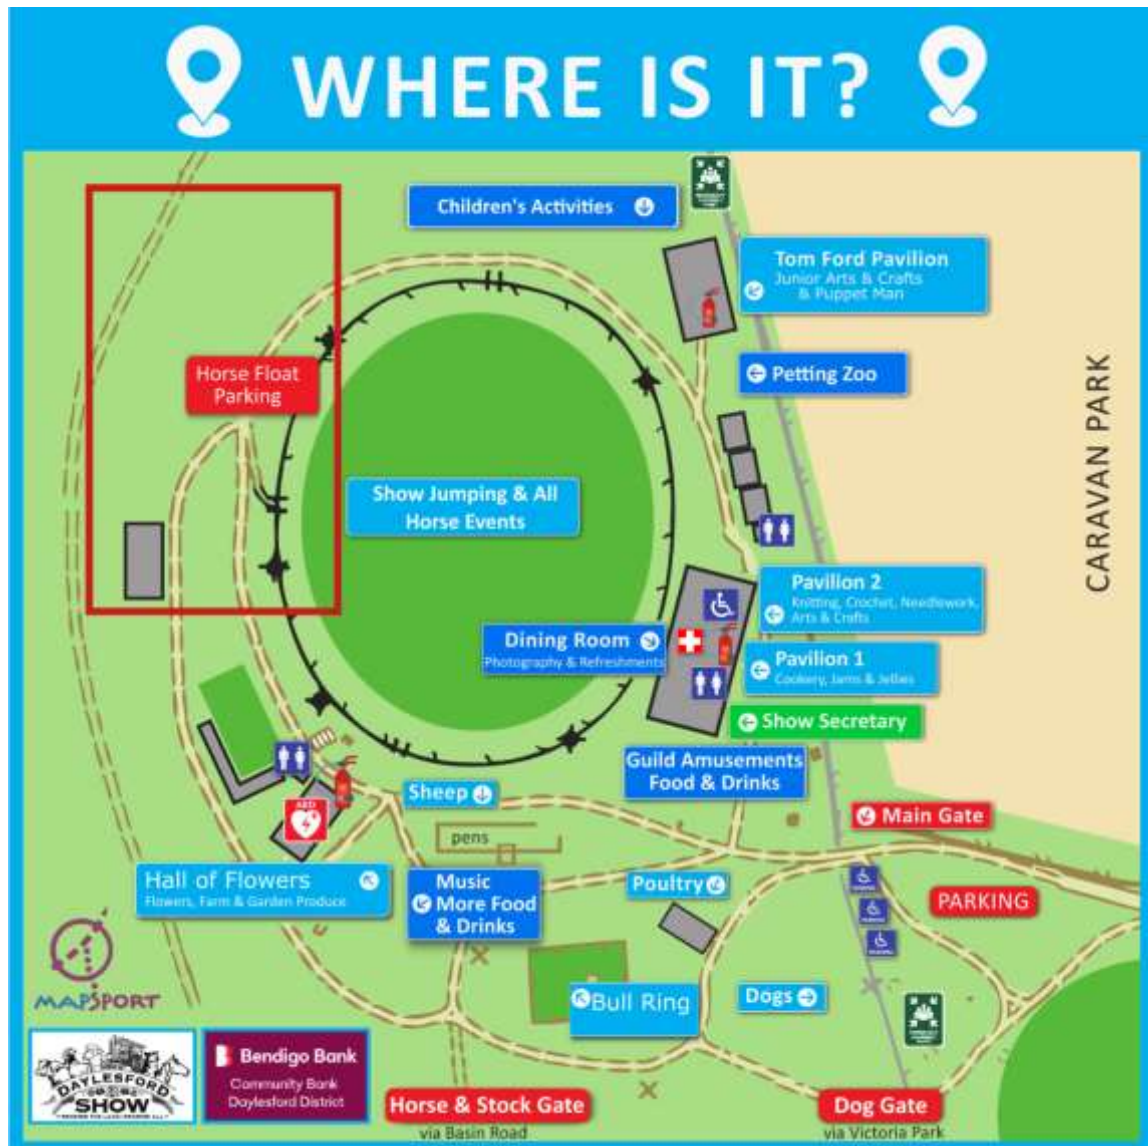 WHERE IS IT?
Children's Activities
Tom Ford Pavilion
Junior Arts & Crafts
& Puppet Man
Petting Zoo
Horse Float
Parking
CARAVAN PARK
Show Jumping & All
Horse Events
Pavilion 2
Knitting, Crochet, Needlework,
Arts & Crafts
Dining Room
Photography & Refreshments
Pavilion 1
Cookery, Jams & Jellies
Show Secretary
Guild Amusements
Food & Drinks
Sheep
Main Gate
pens
AED
Hall of Flowers
Flowers, Farm & Garden Produce
Music
More Food
& Drinks
Poultry
PARKING
MAPSPORT
Bull Ring
Dogs
DAYLESFORD
SHOW
Bendigo Bank
Community Bank
Daylesford District
Horse & Stock Gate
via Basin Road
Dog Gate
via Victoria Park